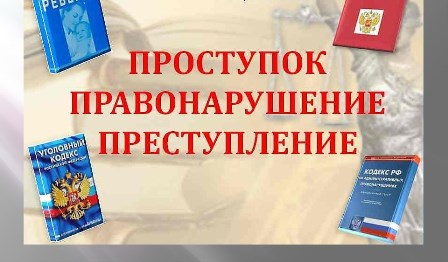 ПРОСТУПОК
ПРАВОНАРУШЕНИЕ
ПРЕСТУПЛЕНИЕ
УГОЛОВНЫЙ
КОДЕКС
КОДЕКС РФ